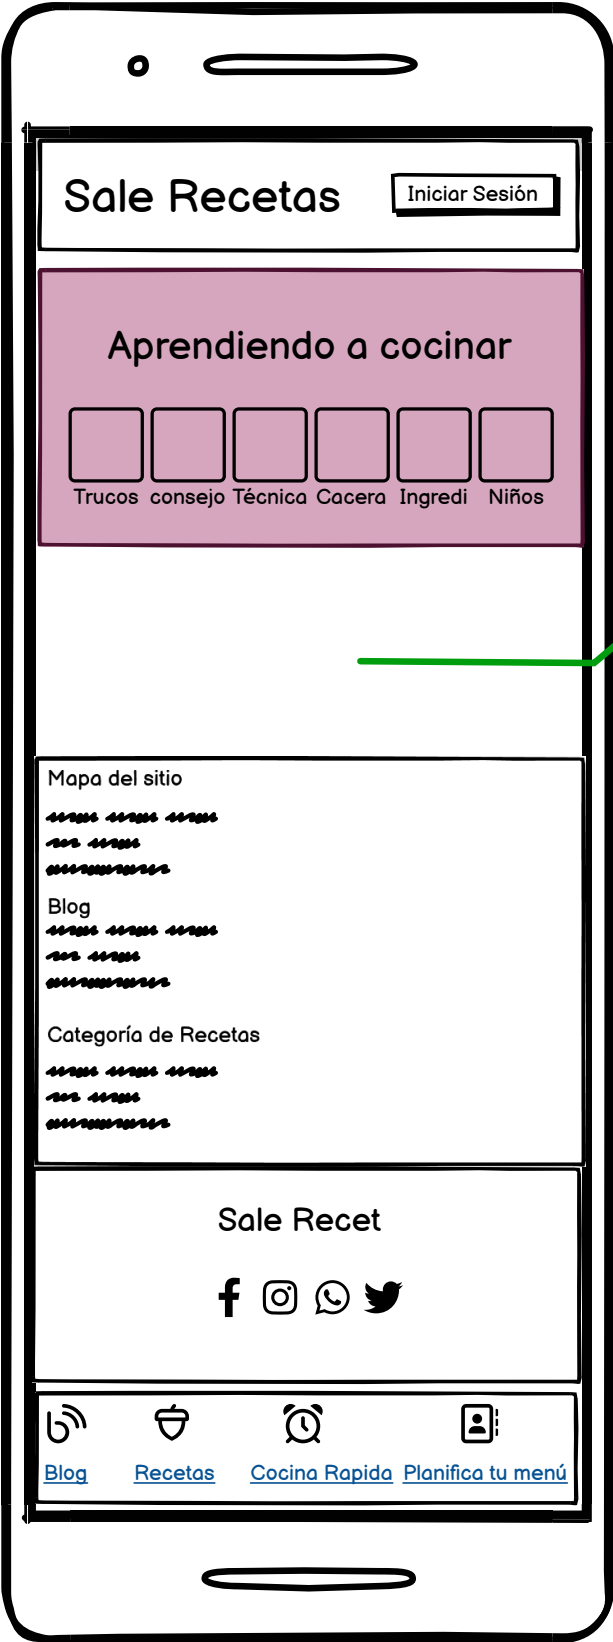 Sale Recetas
Iniciar Sesión
Aprendiendo a cocinar
Trucos consejo Técnica Cacera Ingredi Niños
Mapa del sitio
Blog
Categoría de Recetas
Sale Recet
Blog Recetas Cocina Rapida Planifica tu menú